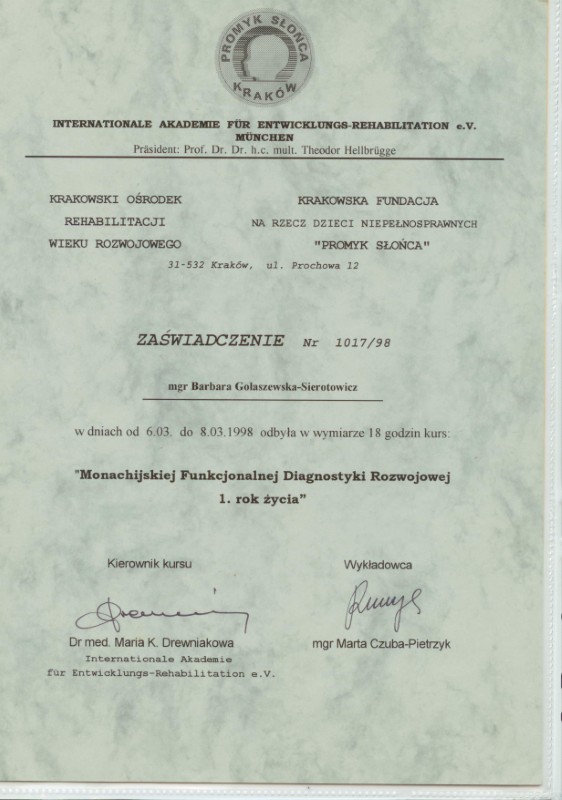 PROMYK SŁOŃCA
KRAKÓW
INTERNATIONALE AKADEMIE FÜR ENTWICKLUNGS-REHABILITATION e.V.
MÜNCHEN
Präsident: Prof. Dr. Dr. h.c. mult. Theodor Hellbrügge
KRAKOWSKI OŚRODEK
REHABILITACJI
WIEKU ROZWOJOWEGO
KRAKOWSKA FUNDACJA
NA RZECZ DZIECI NIEPEŁNOSPRAWNYCH
"PROMYK SŁOŃCA"
31-532 Kraków, ul. Prochowa 12
ZAŚWIADCZENIE Nr 1017/98
mgr Barbara Gołaszewska-Sierotowicz
w dniach od 6.03. do 8.03.1998 odbyła w wymiarze 18 godzin kurs:
"Monachijskiej Funkcjonalnej Diagnostyki Rozwojowej
1. rok życia"
Kierownik kursu
Dr med. Maria K. Drewniakowa
Internationale Akademie
für Entwicklungs-Rehabilitation e.V.
Wykładowca
mgr Marta Czuba-Pietrzyk